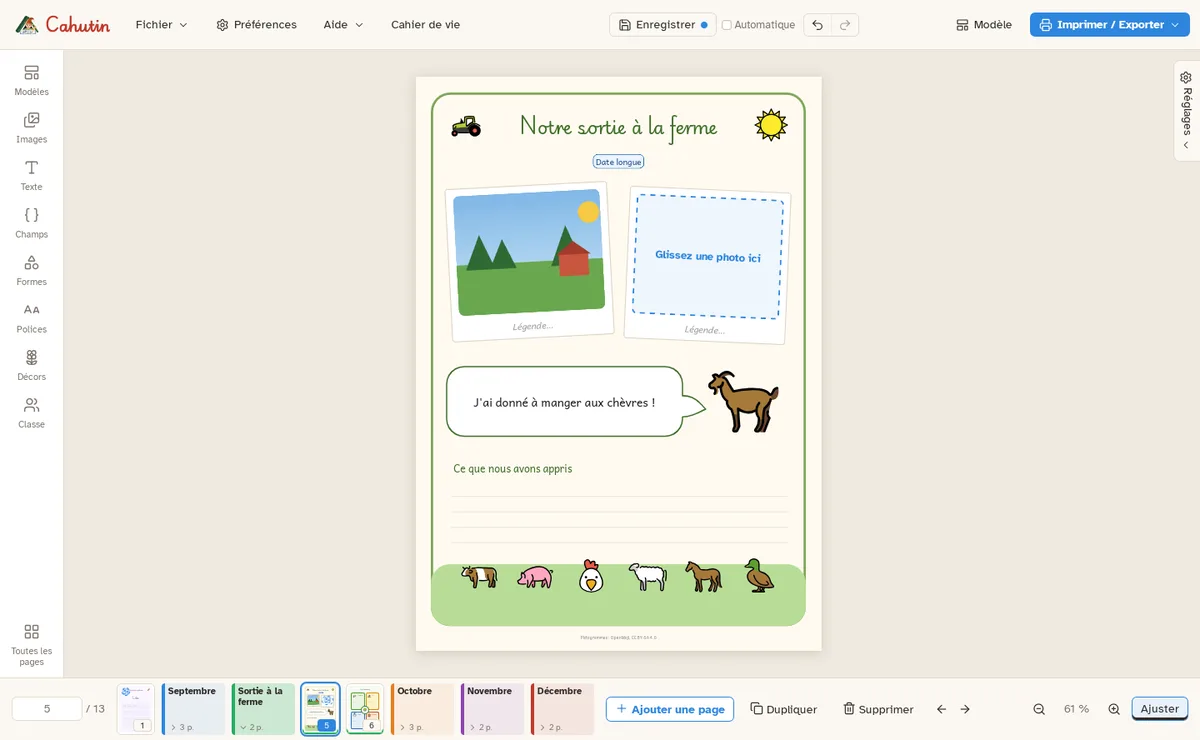 Cahutin
Fichier
Préférences
Aide
Cahier de vie
Enregistrer
Automatique
Modèle
Imprimer / Exporter
Modèles
Images
Texte
Champs
Formes
Polices
Décors
Classe
Toutes les
pages
Réglages
Notre sortie à la ferme
Date longue
Glissez une photo ici
Légende...
Légende...
J'ai donné à manger aux chèvres !
Ce que nous avons appris
5
/ 13
1
Septembre
3 p.
Sortie à la
ferme
2 p.
5
6
Octobre
3 p.
Novembre
2 p.
Décembre
2 p.
Ajouter une page
Dupliquer
Supprimer
61 %
Ajuster